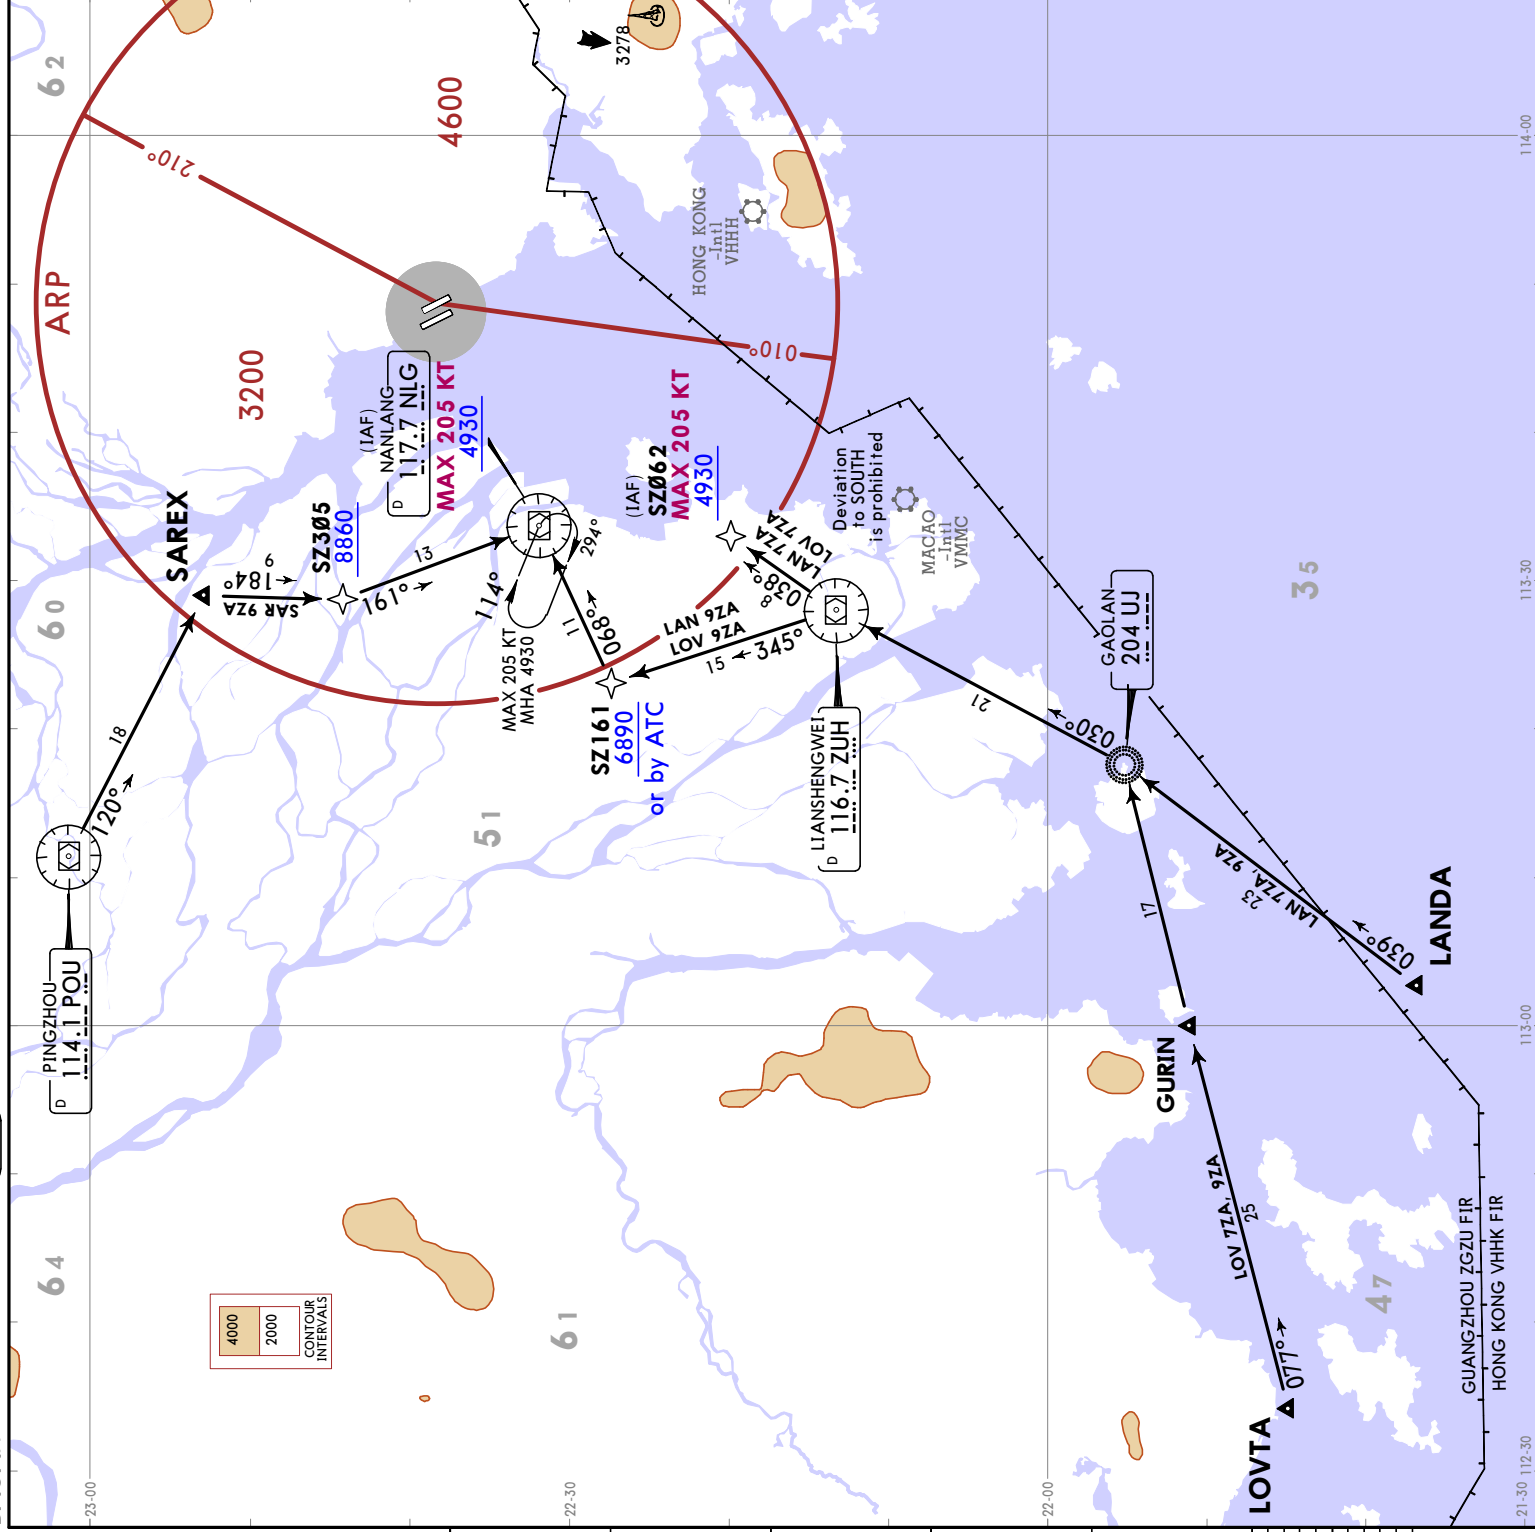 PINGZHOU
D 114.1 POU
120°
18
SAREX
SAR 9ZA
184°
9
SZ305
8860
161°
13
(IAF)
NANLANG
D 117.7 NLG
MAX 205 KT
4930
114°
294°
MAX 205 KT
MHA 4930
068°
11
SZ161
6890
or by ATC
LAN 9ZA
LOV 9ZA
345°
15
(IAF)
SZ062
MAX 205 KT
4930
LAN 7ZA
LOV 7ZA
038°
8
LIANSHENGWEI
D 116.7 ZUH
Deviation
to SOUTH
is prohibited
MACAO
-Intl
VMMC
HONG KONG
-Intl
VHHH
GAOLAN
204 UJ
030°
21
17
GURIN
LOV 7ZA, 9ZA
25
077°
LOVTA
LAN 7ZA, 9ZA
23
039°
LANDA
GUANGZHOU ZGZU FIR
HONG KONG VHHK FIR
ARP
3200
4600
210°
010°
3278
62
60
64
51
61
35
47
4000
2000
CONTOUR
INTERVALS
23-00
22-30
22-00
21-30
112-30
113-00
113-30
114-00